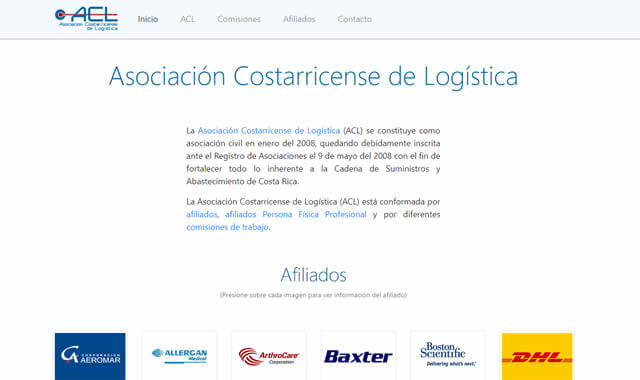 ACL
Asociación Costarricense
de Logística
Inicio ACL Comisiones Afiliados Contacto
Asociación Costarricense de Logística
La Asociación Costarricense de Logística (ACL) se constituye como
asociación civil en enero del 2008, quedando debidamente inscrita
ante el Registro de Asociaciones el 9 de mayo del 2008 con el fin de
fortalecer todo lo inherente a la Cadena de Suministros y
Abastecimiento de Costa Rica.
La Asociación Costarricense de Logística (ACL) está conformada por
afiliados, afiliados Persona Física Profesional y por diferentes
comisiones de trabajo.
Afiliados
(Presione sobre cada imagen para ver información del afiliado)
CORPORACION
AEROMAR
ALLERGAN
Medical
ArthroCare
Corporation
Baxter
Boston
Scientific
Delivering what's next.
DHL